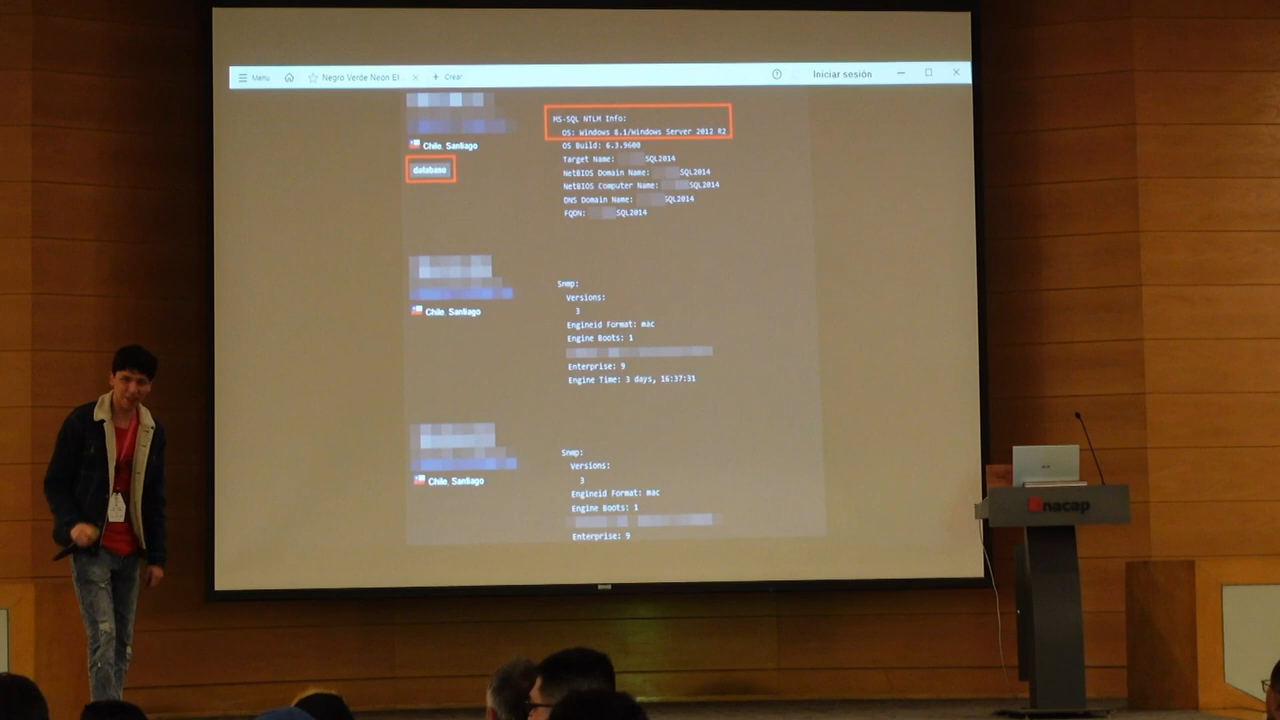 Menu
Negro Verde Neon El...
Crear
Iniciar sesión
Chile, Santiago
database
MS-SQL NTLM Info:
OS: Windows 8.1/Windows Server 2012 R2
OS Build: 6.3.9600
Target Name: SQL2014
NetBIOS Domain Name: SQL2014
NetBIOS Computer Name: SQL2014
DNS Domain Name: SQL2014
FQDN: SQL2014
Chile, Santiago
Snmp:
Versions:
3
Engineid Format: mac
Engine Boots: 1
Enterprise: 9
Engine Time: 3 days, 16:37:31
Chile, Santiago
Snmp:
Versions:
3
Engineid Format: mac
Engine Boots: 1
Enterprise: 9
acer
inacap